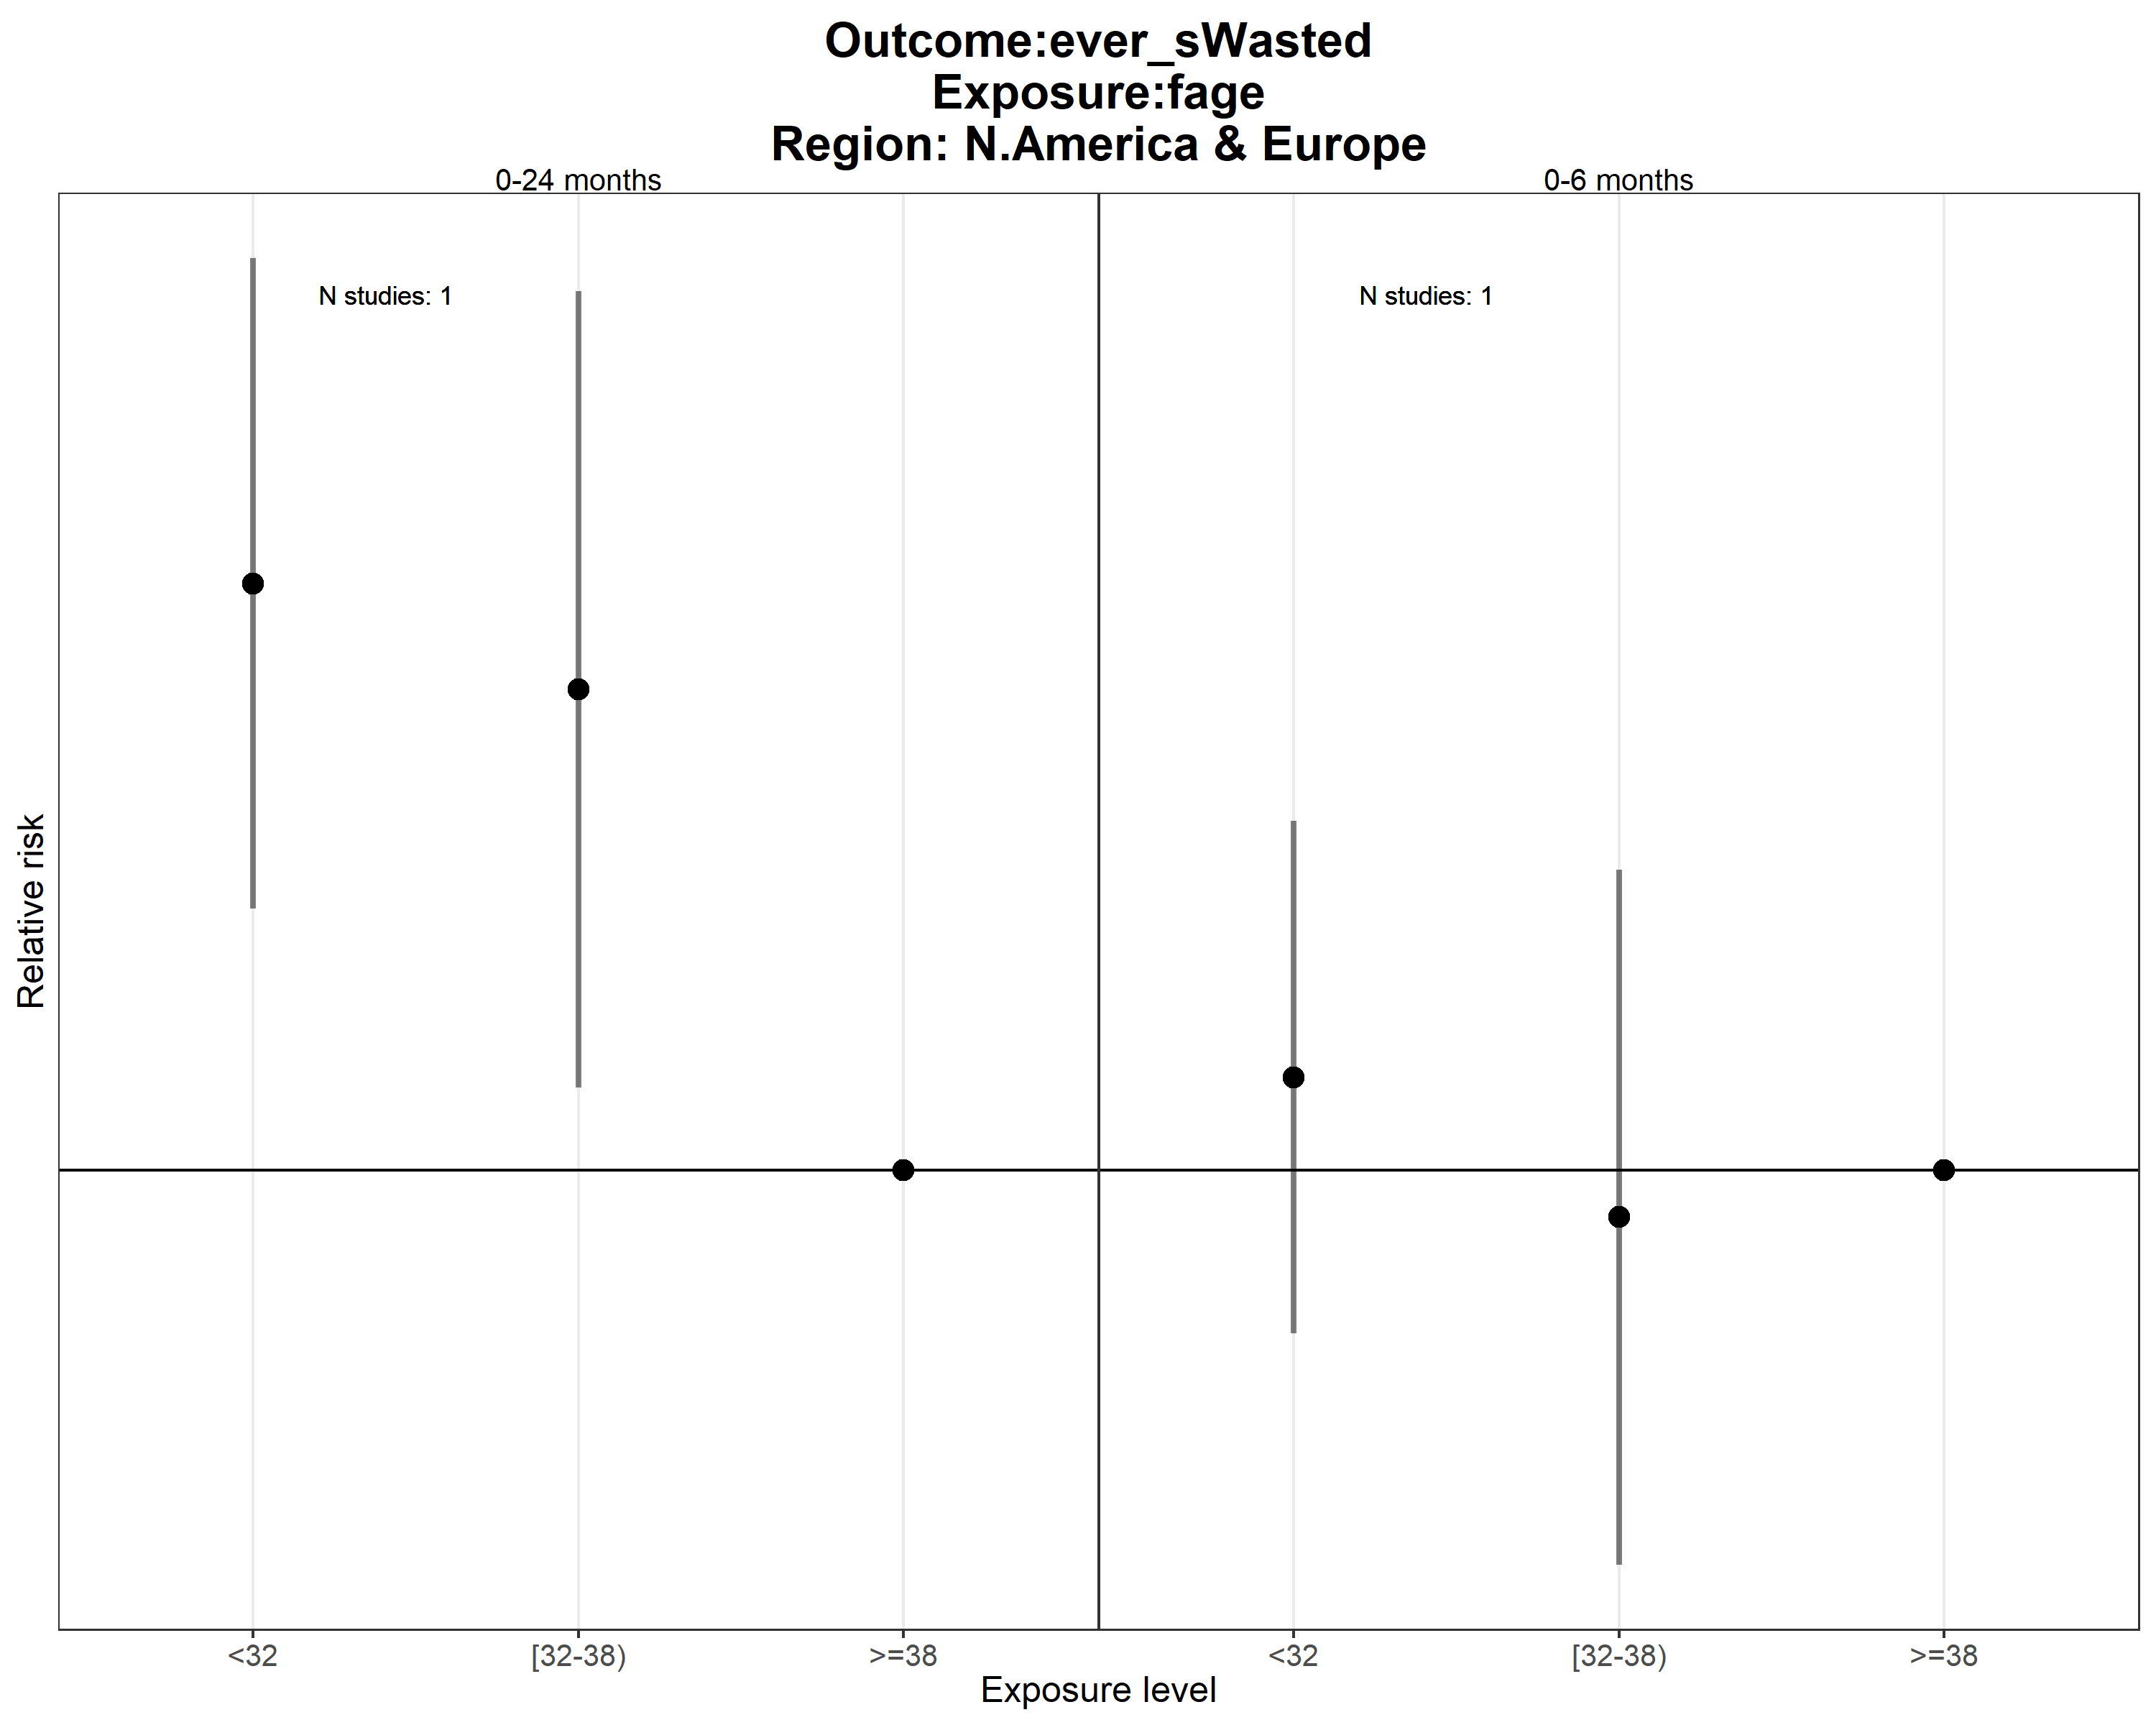 Outcome:ever_sWasted
Exposure:fage
Region: N.America & Europe
0-24 months
0-6 months
N studies: 1
N studies: 1
Relative risk
<32
[32-38)
>=38
<32
[32-38)
>=38
Exposure level